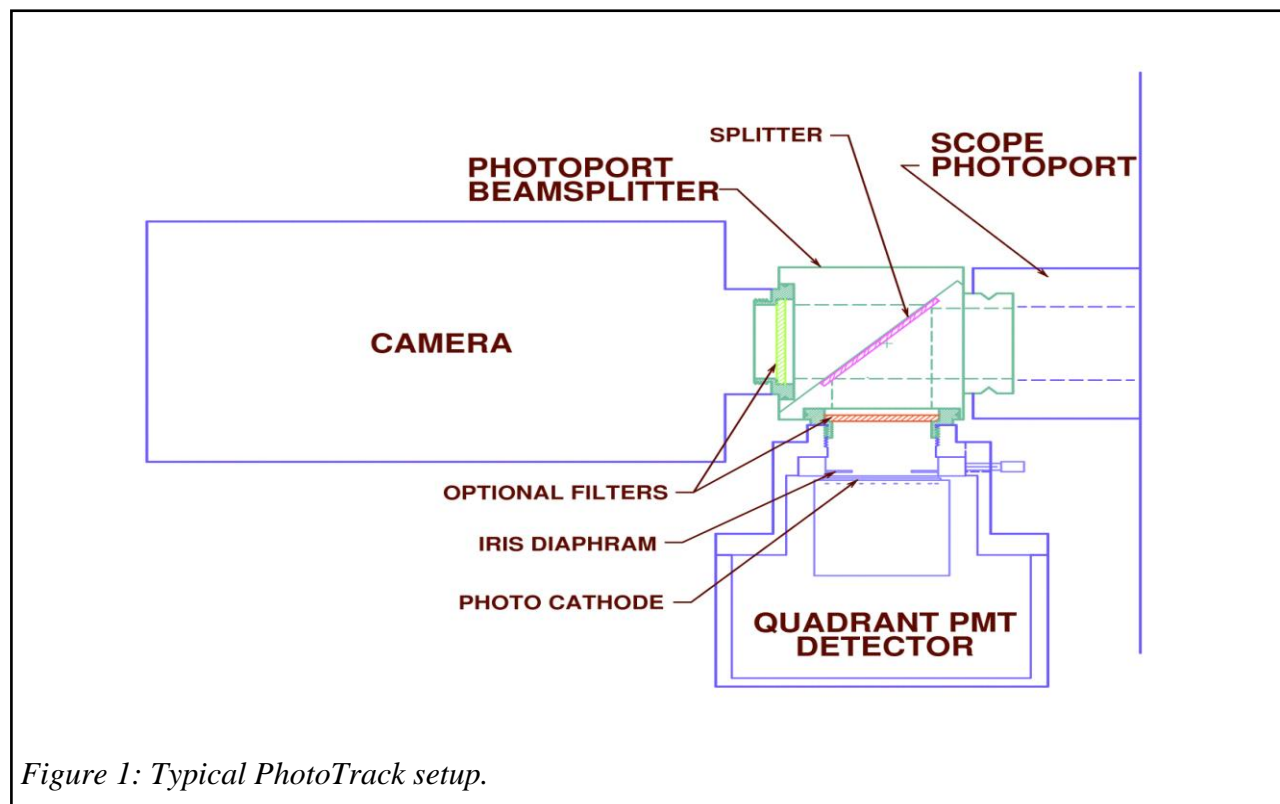 SPLITTER
SCOPE
PHOTOPORT
PHOTOPORT
BEAMSPLITTER
CAMERA
OPTIONAL FILTERS
IRIS DIAPHRAM
PHOTO CATHODE
QUADRANT PMT
DETECTOR
Figure 1: Typical PhotoTrack setup.